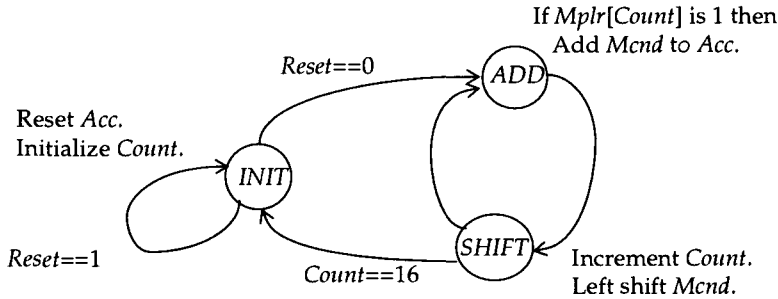 If Mplr[Count] is 1 then
Add Mcnd to Acc.
Reset==0
ADD
Reset Acc.
Initialize Count.
INIT
Reset==1
SHIFT
Count==16
Increment Count.
Left shift Mcnd.